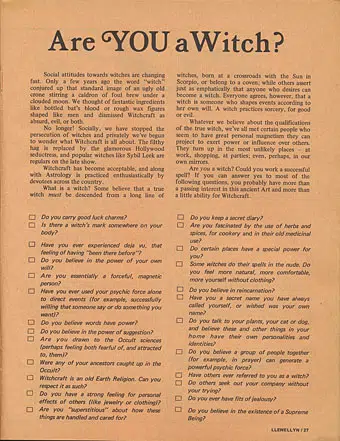 Are YOU a Witch?
Social attitudes towards witches are changing
fast. Only a few years ago the word "witch"
conjured up that standard image of an ugly old
crone stirring a caldron of foul brew under a
clouded moon. We thought of fantastic ingredients
like bottled bat's blood or rough wax figures
shaped like men and dismissed Witchcraft as
absurd, evil, or both.
No longer! Socially, we have stopped the
persecution of witches and privately we've begun
to wonder what Witchcraft is all about. The filthy
hag is replaced by the glamorous Hollywood
seductress, and popular witches like Sybil Leek are
regulars on the late show.
Witchcraft has become acceptable, and along
with Astrology is practiced enthusiastically by
devotees across the country.
What is a witch? Some believe that a true
witch must be descended from a long line of
witches, born at a crossroads with the Sun in
Scorpio, or belong to a coven, while others assert
just as emphatically that anyone who desires can
become a witch. Everyone agrees, however, that a
witch is someone who shapes events according to
her own will. A witch practices sorcery, for good
or evil.
Whatever we believe about the qualifications
of the true witch, we've all met certain people who
seem to have great personal magnetism they can
project to exert power or influence over others.
They turn up in the most unlikely places – at
work, shopping, at parties; even, perhaps, in our
own mirrors.
Are you a witch? Could you work a successful
spell? If you can answer yes to most of the
following questions, you probably have more than
a passing interest in this ancient Art and more than
a little ability for Witchcraft.
Do you carry good luck charms?
Is there a witch's mark somewhere on your
body?
Have you ever experienced deja vu, that
feeling of having "been there before"?
Do you believe in the power of your own
will?
Are you essentially a forceful, magnetic
person?
Have you ever used your psychic force alone
to direct events (for example, successfully
willing that someone say or do something you
want)?
Do you believe words have power?
Do you believe in the power of suggestion?
Are you drawn to the Occult sciences
(perhaps feeling both fearful of, and attracted
to, them)?
Were any of your ancestors caught up in the
Occult?
Witchcraft is an old Earth Religion. Can you
respect it as such?
Do you have a strong feeling for personal
effects of others (like jewelry or clothing)?
Are you "superstitious" about how these
things are handled and cared for?
Do you keep a secret diary?
Are you fascinated by the use of herbs and
spices, for cookery and in their old medicinal
use?
Do certain places have a special power for
you?
Some witches do their spells in the nude. Do
you feel more natural, more comfortable,
more yourself without clothing?
Do you believe in reincarnation?
Have you a secret name you have always
called yourself, or wished was your own
name?
Do you talk to your plants, your cat or dog,
and believe these and other things in your
home have their own personalities and
identities?
Do you believe a group of people together
(for example, in prayer) can generate a
powerful psychic force?
Have others ever referred to you as a witch?
Do others seek out your company without
your trying to please them?
Do you ever have fits of jealousy?
Do you believe in the existence of a Supreme
Being?
LLEWELLYN / 27